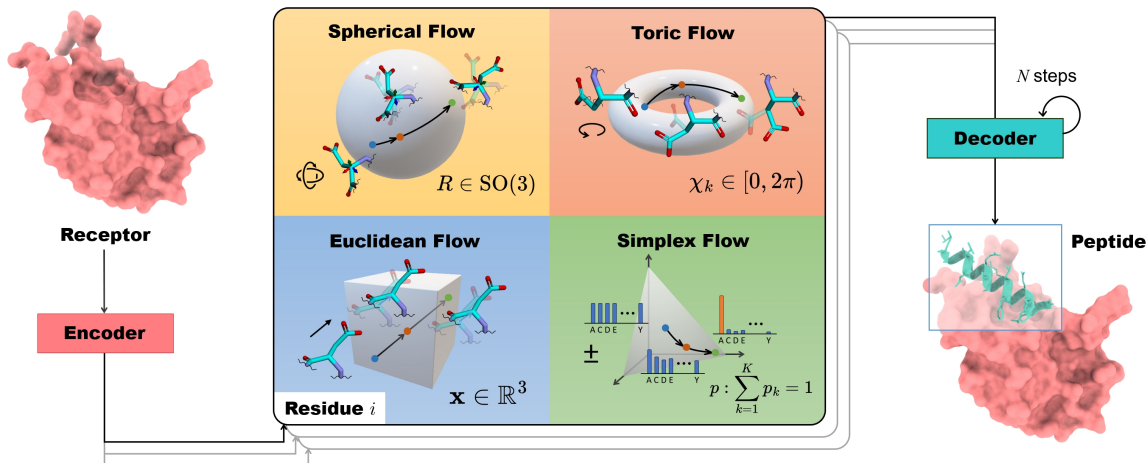 Receptor
Encoder
Spherical Flow
R ∈ SO(3)
Toric Flow
χ_k ∈ [0, 2π)
Euclidean Flow
x ∈ ℝ³
Residue i
Simplex Flow
A C D E ··· Y
±
A C D E ··· Y
A C D E ··· Y
p : ∑_{k=1}^{K} p_k = 1
N steps
Decoder
Peptide